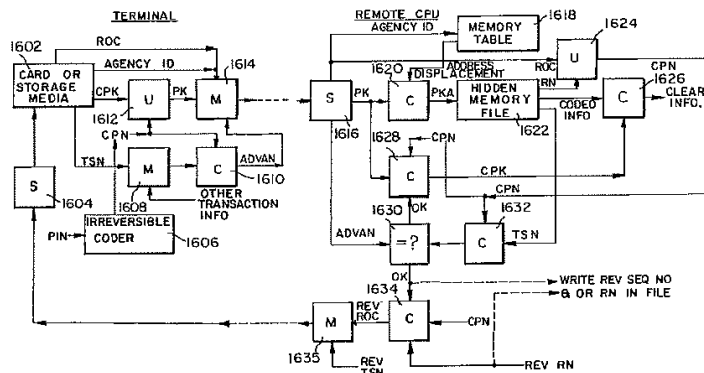 TERMINAL
REMOTE CPU
AGENCY ID
MEMORY TABLE
1618
1624
1602
ROC
AGENCY ID
1614
CARD OR STORAGE MEDIA
CPK
U
PK
M
1612
CPN
TSN
M
1608
C
1610
ADVAN
OTHER TRANSACTION INFO
S
1604
PIN
IRREVERSIBLE CODER
1606
S
1616
PK
1620
C
ADDRESS DISPLACEMENT
PKA
HIDDEN MEMORY FILE
1622
ROC
RN
U
CPN
1626
C
CLEAR INFO.
CODED INFO
1628
C
CPN
CPK
CPN
OK
1630
=?
ADVAN
1632
C
TSN
OK
WRITE REV SEQ NO & OR RN IN FILE
1634
C
CPN
REV ROC
M
1635
REV TSN
REV RN